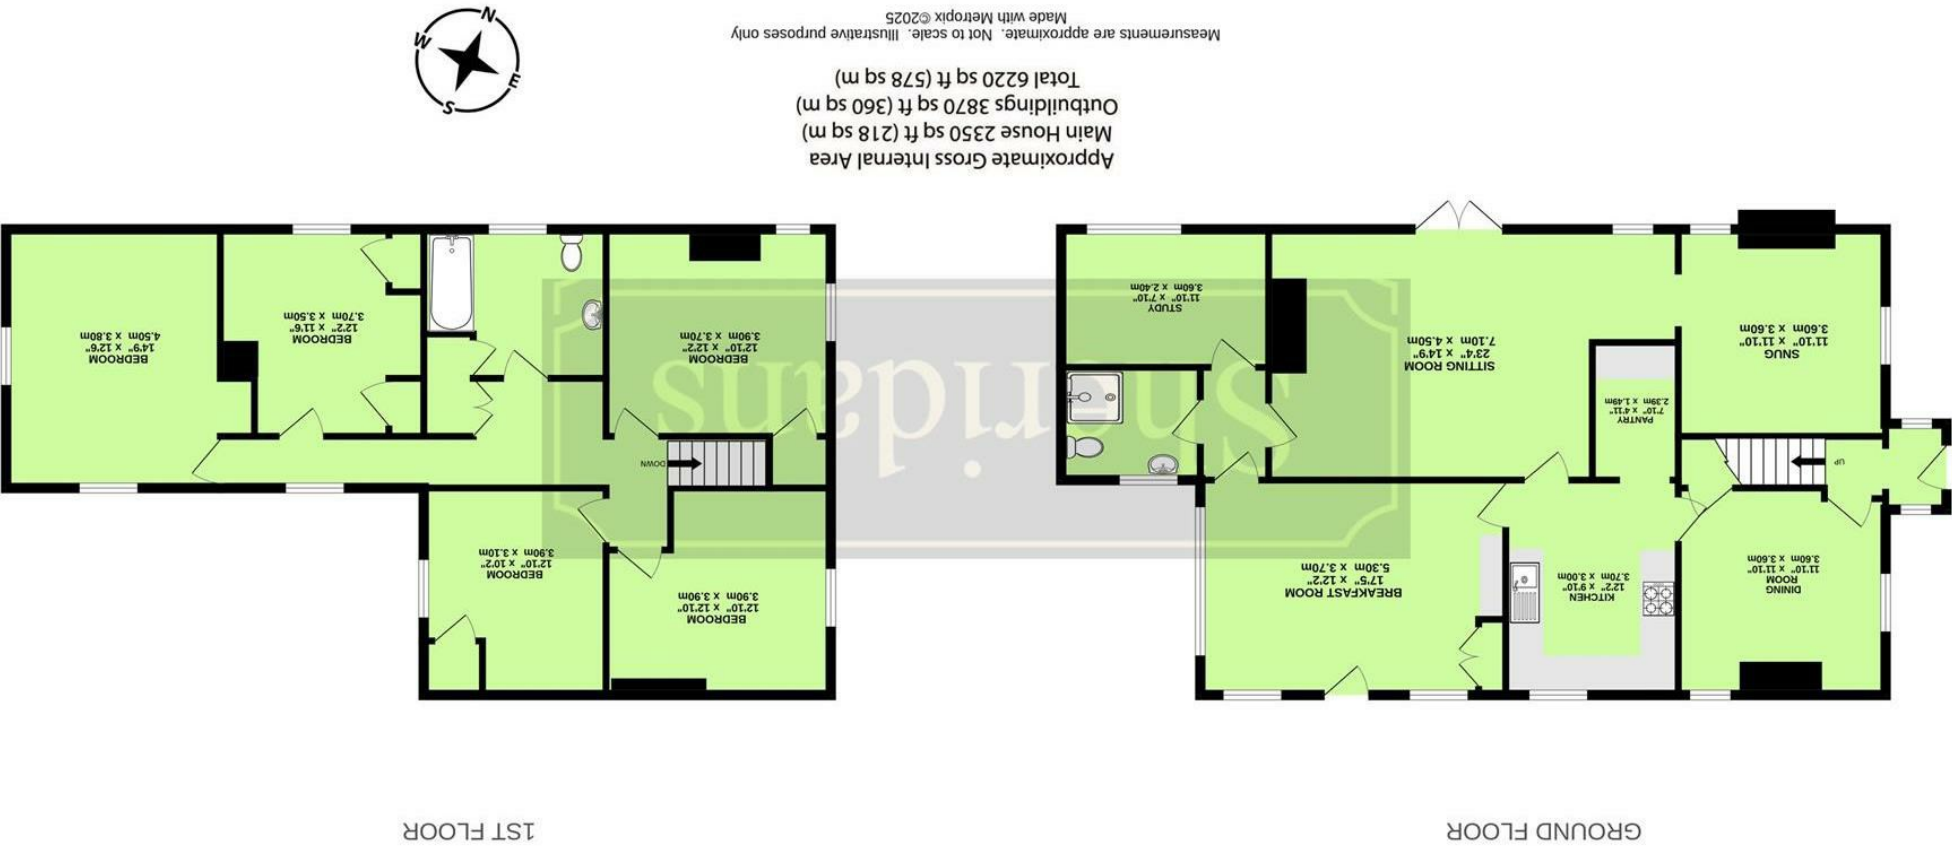 GROUND FLOOR
1ST FLOOR
DINING
ROOM
11'10" x 11'10"
3.60m x 3.60m
KITCHEN
12'2" x 9'10"
3.70m x 3.00m
BREAKFAST ROOM
17'5" x 12'2"
5.30m x 3.70m
UP
PANTRY
7'10" x 4'11"
2.39m x 1.49m
SNUG
11'10" x 11'10"
3.60m x 3.60m
SITTING ROOM
23'4" x 14'9"
7.10m x 4.50m
STUDY
11'10" x 7'10"
3.60m x 2.40m
BEDROOM
12'10" x 12'10"
3.90m x 3.90m
BEDROOM
12'10" x 10'2"
3.90m x 3.10m
DOWN
BEDROOM
12'10" x 12'2"
3.90m x 3.70m
BEDROOM
12'2" x 11'6"
3.70m x 3.50m
BEDROOM
14'9" x 12'6"
4.50m x 3.80m
Sheridans
Approximate Gross Internal Area
Main House 2350 sq ft (218 sq m)
Outbuildings 3870 sq ft (360 sq m)
Total 6220 sq ft (578 sq m)
Measurements are approximate. Not to scale. Illustrative purposes only
Made with Metropix ©2025
N
E
S
W